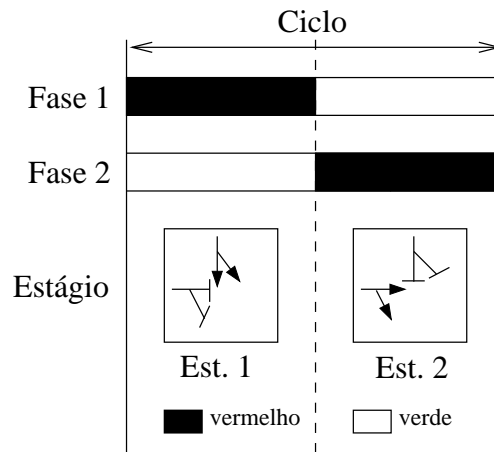 Ciclo
Fase 1
Fase 2
Estágio
Est. 1 Est. 2
vermelho verde